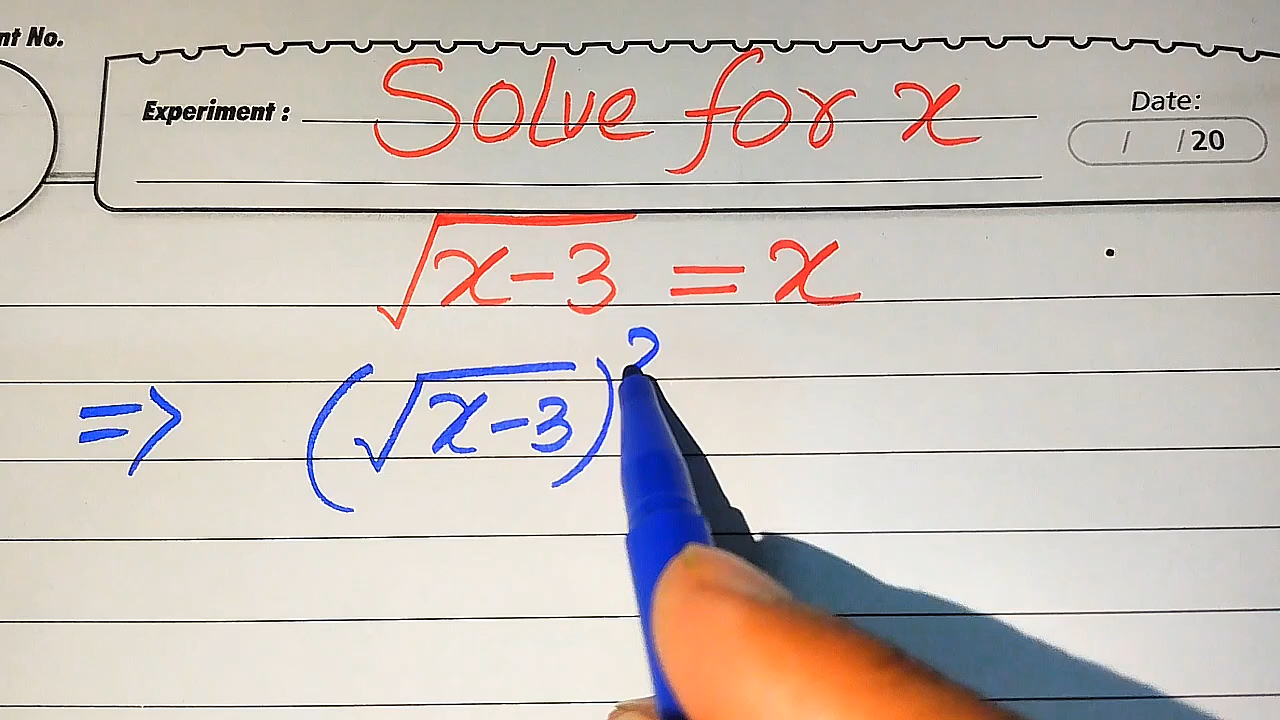 nt No.
Experiment : Solve for x
Date:
/ / 20
√x-3 = x
=> (√x-3)²